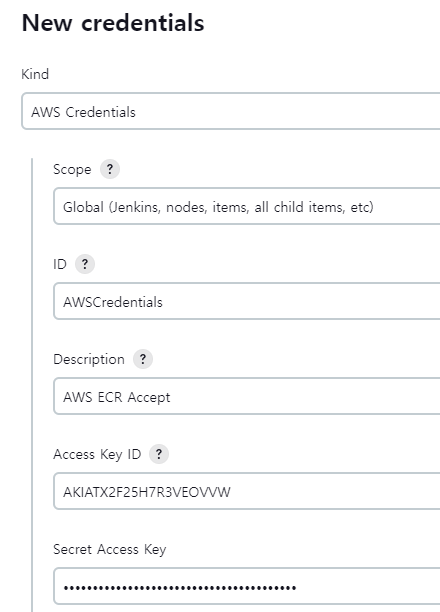 New credentials
Kind
AWS Credentials
Scope ?
Global (Jenkins, nodes, items, all child items, etc)
ID ?
AWSCredentials
Description ?
AWS ECR Accept
Access Key ID ?
AKIATX2F25H7R3VEOVVW
Secret Access Key
••••••••••••••••••••••••••••••••••••••••